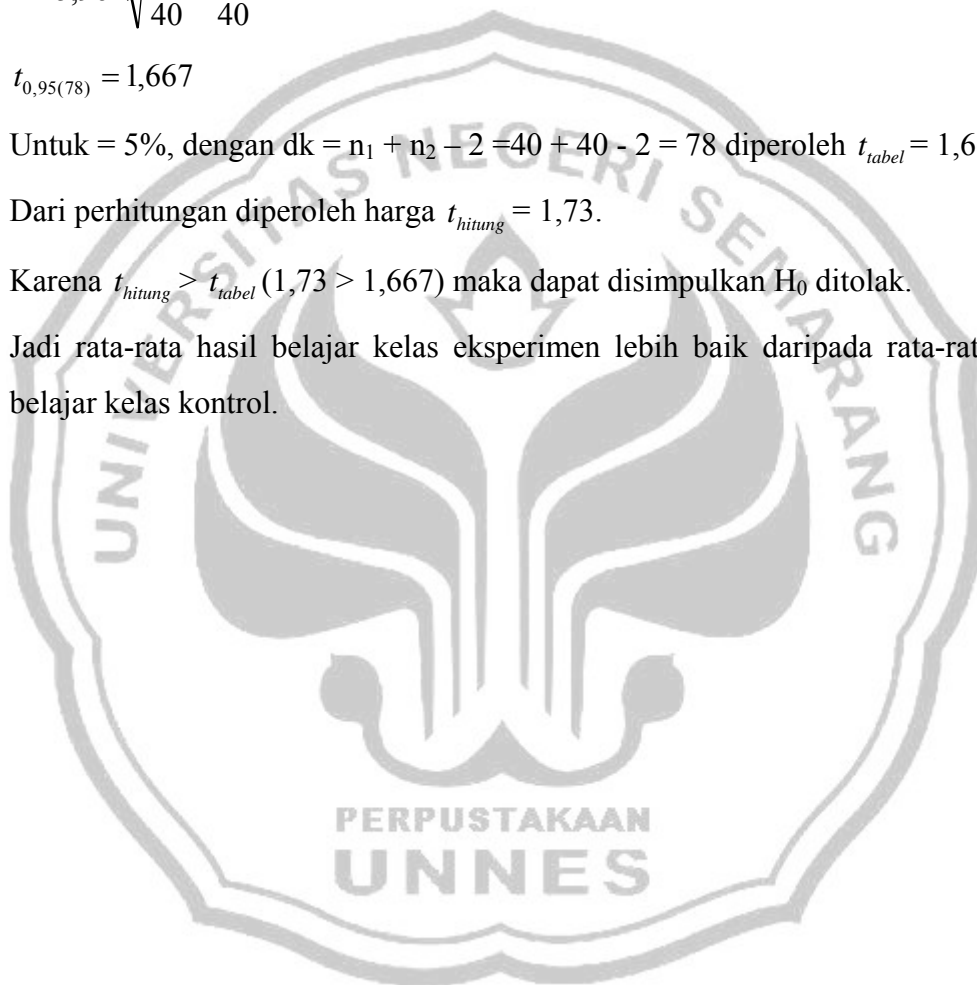 40 40
t0,95(78) = 1,667
Untuk = 5%, dengan dk = n1 + n2 – 2 =40 + 40 - 2 = 78 diperoleh ttabel = 1,6
Dari perhitungan diperoleh harga thitung = 1,73.
Karena thitung > ttabel (1,73 > 1,667) maka dapat disimpulkan H0 ditolak.
Jadi rata-rata hasil belajar kelas eksperimen lebih baik daripada rata-rat
belajar kelas kontrol.
UNIVERSITAS NEGERI SEMARANG
PERPUSTAKAAN
UNNES